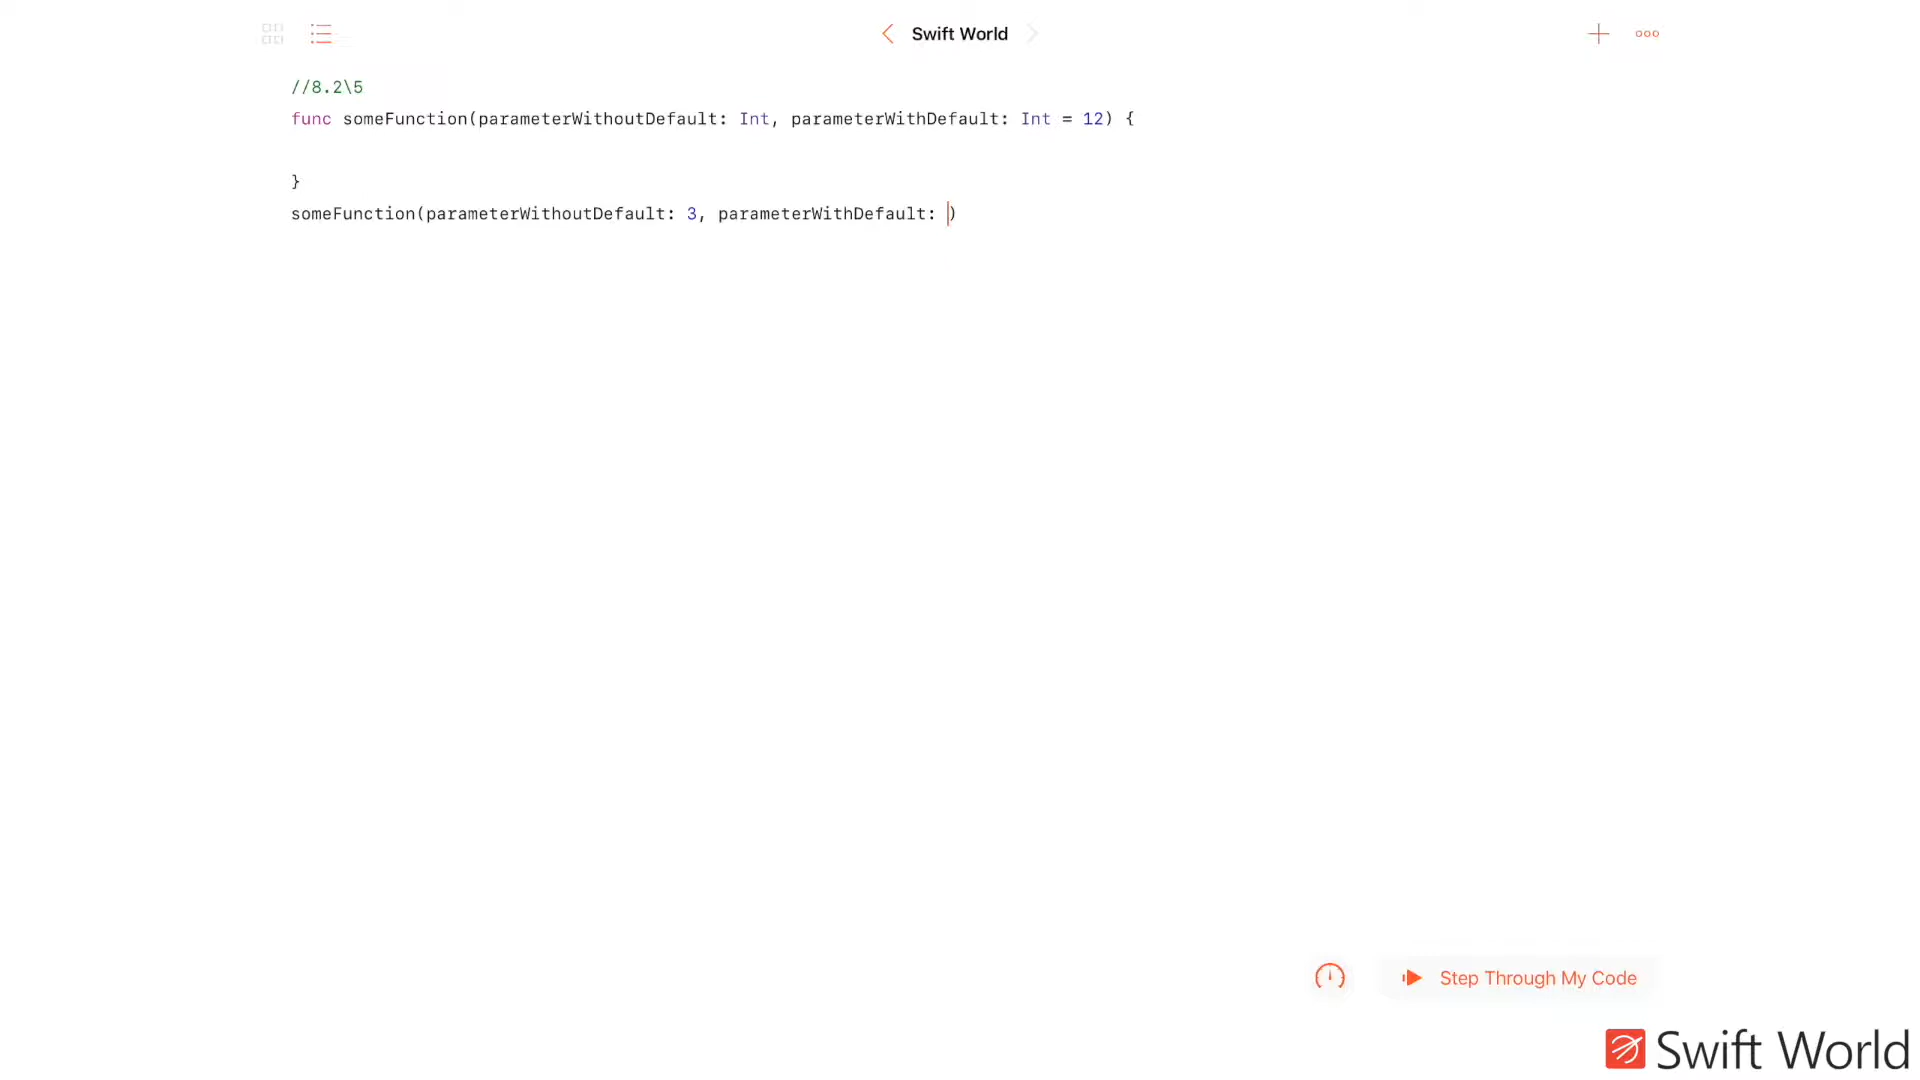 Swift World
//8.2\5
func someFunction(parameterWithoutDefault: Int, parameterWithDefault: Int = 12) {
}
someFunction(parameterWithoutDefault: 3, parameterWithDefault: )
Step Through My Code
Swift World